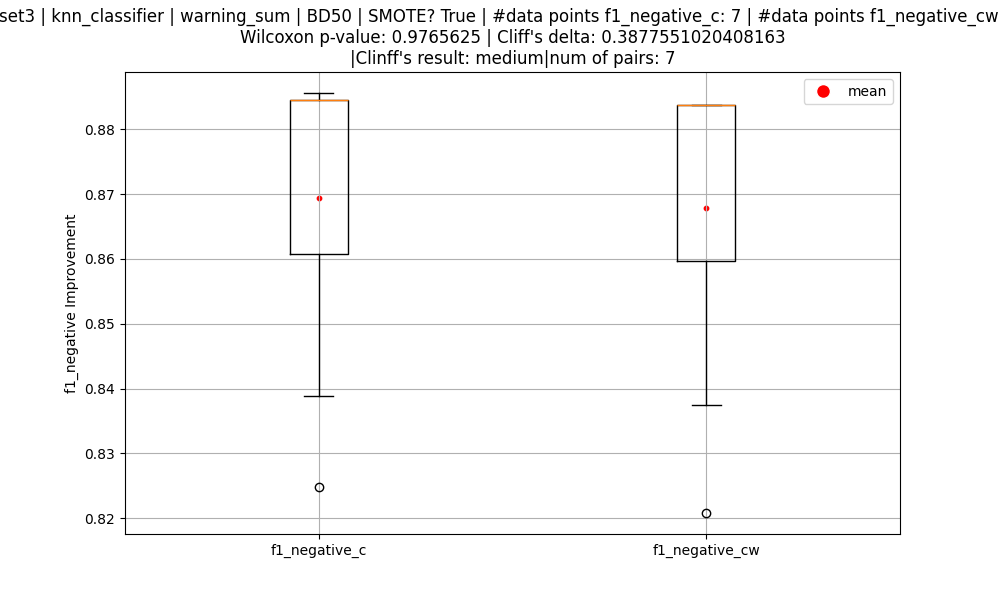 set3 | knn_classifier | warning_sum | BD50 | SMOTE? True | #data points f1_negative_c: 7 | #data points f1_negative_cw
Wilcoxon p-value: 0.9765625 | Cliff's delta: 0.3877551020408163
|Clinff's result: medium|num of pairs: 7
mean
0.88
0.87
0.86
0.85
0.84
0.83
0.82
f1_negative Improvement
f1_negative_c
f1_negative_cw